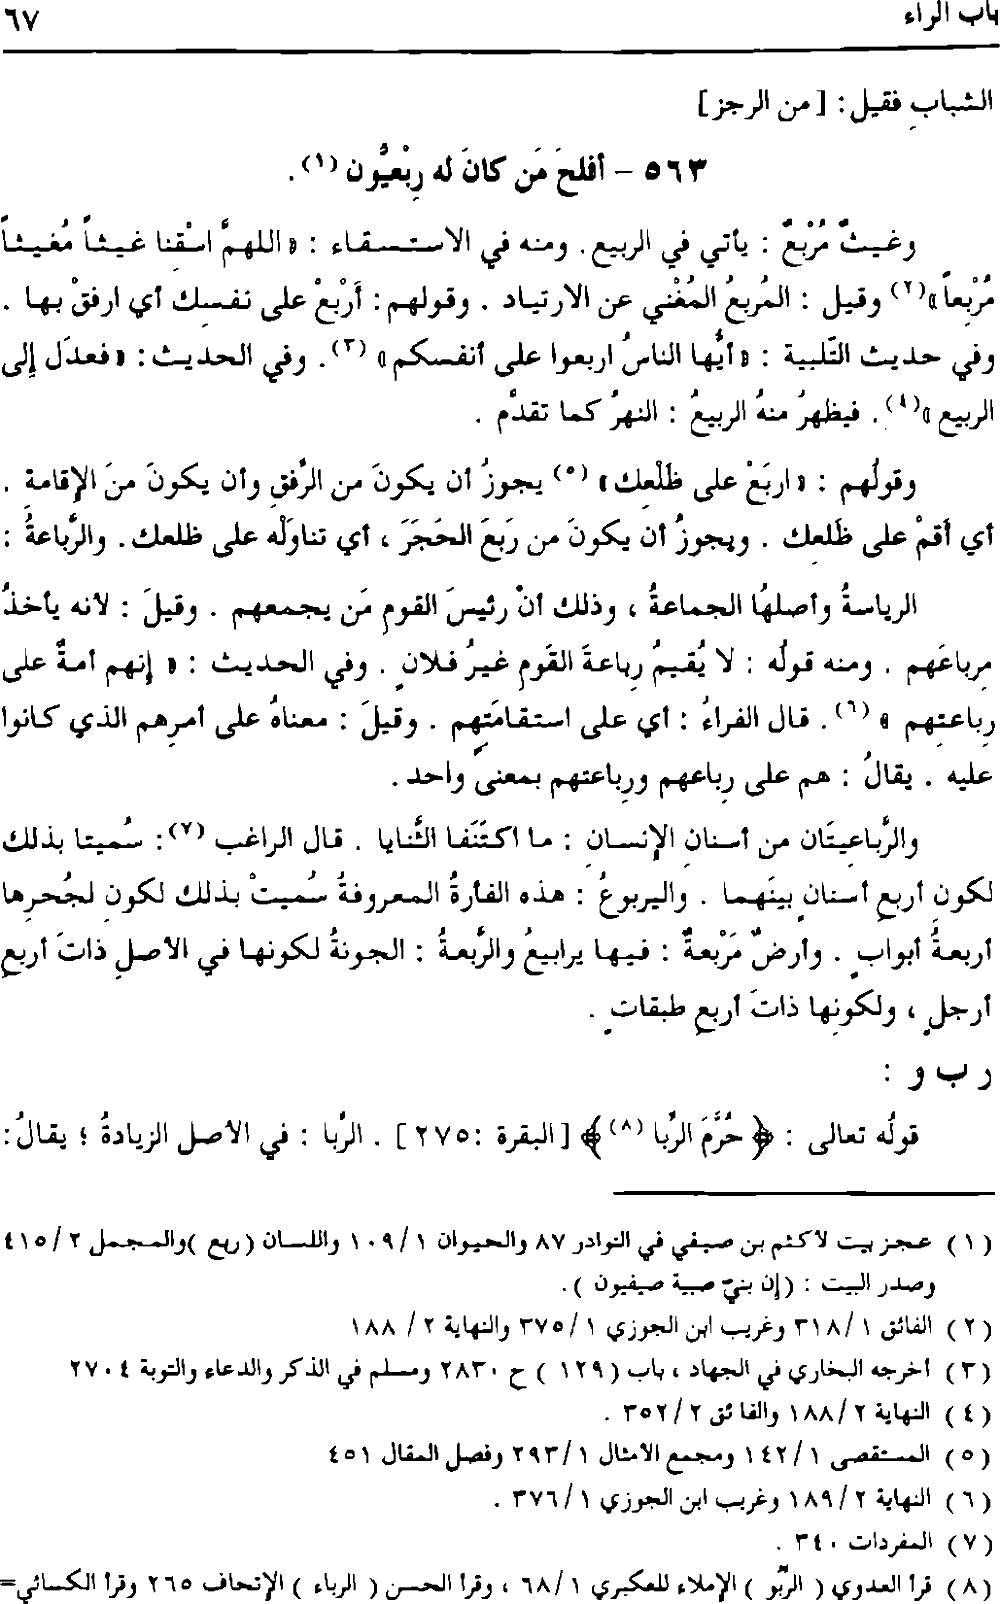 باب الراء ٦٧
الشبابِ فقيل : [ من الرجز ]
٥٦٣ – أفلحَ مَن كانَ له رِبْعيُّون (١) .
وغيثٌ مُرْبعٌ : يأتي في الربيع . ومنه في الاستسقاء : « اللهمَّ اسْقِنا غيثاً مُغيثاً
مُرْبِعاً »(٢) وقيل : المُربعُ المُغْني عن الارتياد . وقولهم : أَرْبِعْ على نفسِك أي ارفقْ بها .
وفي حديث التَّلبية : « أيُّها الناسُ اربعوا على أنفسكم » (٣) . وفي الحديث : « فعدَل إلى
الربيع »(٤) . فيظهرُ منهُ الربيعُ : النهرُ كما تقدَّم .
وقولُهم : « اربَعْ على ظَلْعِك » (٥) يجوزُ أن يكونَ من الرِّفقِ وأن يكونَ منَ الإقامةِ .
أي أَقمْ على ظَلعِك . ويجوزُ أن يكونَ من رَبَعَ الحَجَرَ ، أي تناوَلْه على ظلعك . والرِّباعةُ :
الرياسةُ وأصلهُا الجماعةُ ، وذلك أنْ رئيسَ القومِ مَن يجمعهم . وقيلَ : لأنه يأخذُ
مِرباعَهم . ومنه قولُه : لا يُقيمُ رِباعةَ القَومِ غيرُ فلانٍ . وفي الحديث : « إنهم أمةٌ على
رِباعتِهم » (٦) . قال الفراءُ : أي على استقامَتِهِم . وقيلَ : معناهُ على أمرِهم الذي كانوا
عليه . يقالُ : هم على رِباعهم ورِباعتهم بمعنىً واحد .
والرَّباعيتَان من أسنانِ الإنسانِ : ما اكتَنَفا الثَّنايا . قال الراغب (٧) : سُميتا بذلك
لكونِ أربعِ أسنانٍ بينَهما . واليربوعُ : هذه الفأرةُ المعروفةُ سُميتْ بذلك لكونِ لجُحرِها
أربعةُ أبوابٍ . وأرضٌ مَرْبعةٌ : فيها يرابيعُ والرَّبعةُ : الجونةُ لكونها في الأصلِ ذاتَ أربعِ
أرجلٍ ، ولكونِها ذاتَ أربعِ طبقاتٍ .
ر ب و :
قولُه تعالى : ﴿ حُرَّمَ الرِّبا (٨) ﴾ [ البقرة : ٢٧٥ ] . الرِّبا : في الأصل الزيادةُ ؛ يقالُ :
(١) عجز بيت لأكثم بن صيفي في النوادر ٨٧ والحيوان ١ /١٠٩ واللسان ( ربع )والمجمل ٢ /٤١٥
وصدر البيت : (إن بنيّ صبية صيفيون ) .
(٢) الفائق ١ /٣١٨ وغريب ابن الجوزي ١ /٣٧٥ والنهاية ٢ / ١٨٨
(٣) أخرجه البخاري في الجهاد ، باب ( ١٢٩ ) ح ٢٨٣٠ ومسلم في الذكر والدعاء والتوبة ٢٧٠٤
(٤) النهاية ٢ /١٨٨ والفائق ٢ /٣٥٢ .
(٥) المستقصى ١ /١٤٢ ومجمع الأمثال ١ /٢٩٣ وفصل المقال ٤٥١
(٦) النهاية ٢ /١٨٩ وغريب ابن الجوزي ١ /٣٧٦ .
(٧) المفردات ٣٤٠ .
(٨) قرأ العدوي ( الرَّبُو ) الإملاء للعكبري ١ /٦٨ ، وقرأ الحسن ( الرباء ) الإتحاف ٢٦٥ وقرأ الكسائي=